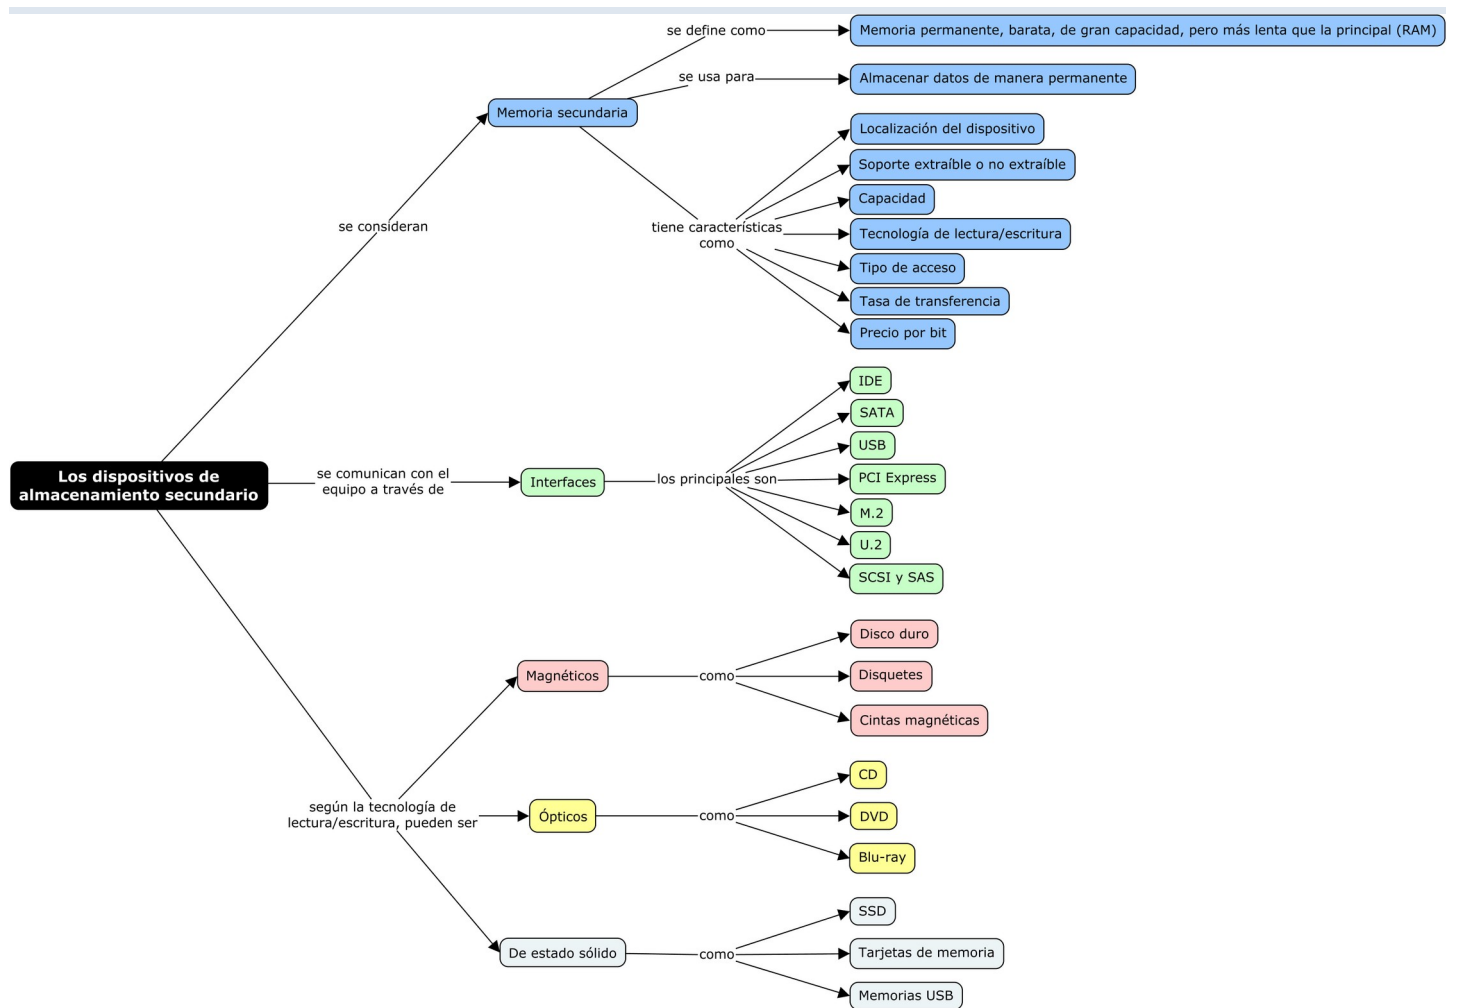 se define como
Memoria permanente, barata, de gran capacidad, pero más lenta que la principal (RAM)
se usa para
Almacenar datos de manera permanente
Memoria secundaria
Localización del dispositivo
Soporte extraíble o no extraíble
Capacidad
se consideran
tiene características
como
Tecnología de lectura/escritura
Tipo de acceso
Tasa de transferencia
Precio por bit
IDE
SATA
USB
Los dispositivos de
almacenamiento secundario
se comunican con el
equipo a través de
Interfaces
los principales son
PCI Express
M.2
U.2
SCSI y SAS
Disco duro
Magnéticos
como
Disquetes
Cintas magnéticas
CD
según la tecnología de
lectura/escritura, pueden ser
Ópticos
como
DVD
Blu-ray
SSD
De estado sólido
como
Tarjetas de memoria
Memorias USB